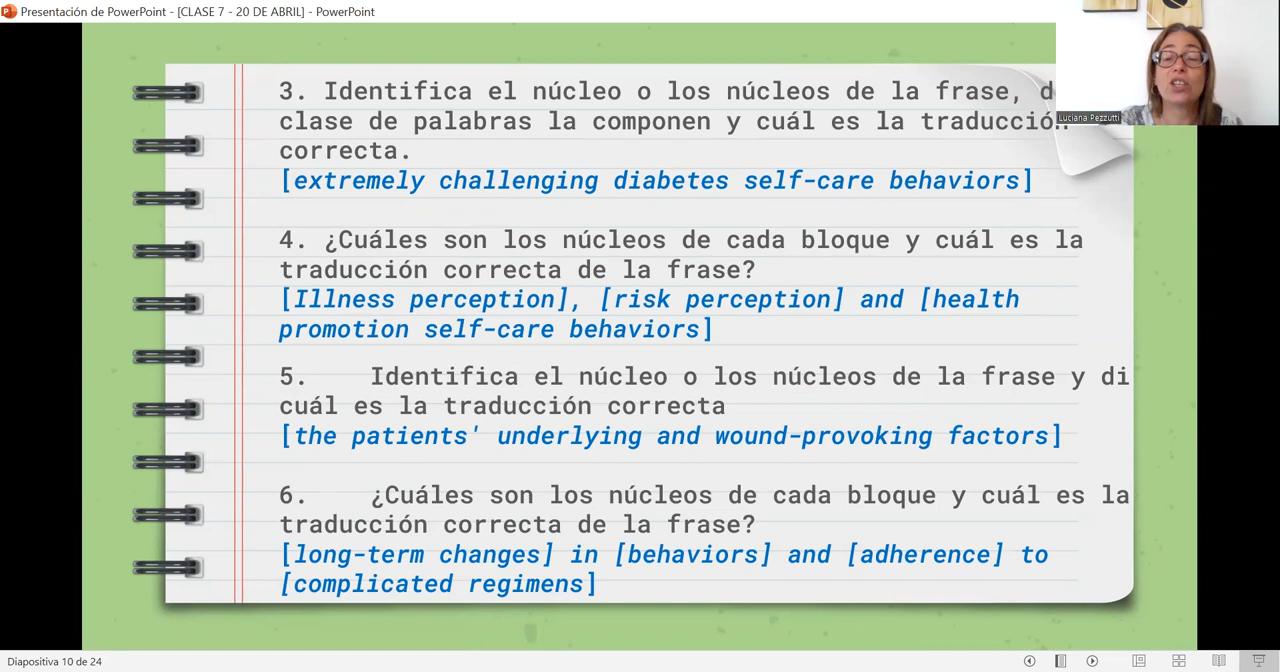 Presentación de PowerPoint - [CLASE 7 - 20 DE ABRIL] - PowerPoint
3. Identifica el núcleo o los núcleos de la frase,
clase de palabras la componen y cuál es la traducción
correcta.
[extremely challenging diabetes self-care behaviors]
Luciana Pezzutti
4. ¿Cuáles son los núcleos de cada bloque y cuál es la
traducción correcta de la frase?
[Illness perception], [risk perception] and [health
promotion self-care behaviors]
5. Identifica el núcleo o los núcleos de la frase y di
cuál es la traducción correcta
[the patients' underlying and wound-provoking factors]
6. ¿Cuáles son los núcleos de cada bloque y cuál es la
traducción correcta de la frase?
[long-term changes] in [behaviors] and [adherence] to
[complicated regimens]
Diapositiva 10 de 24